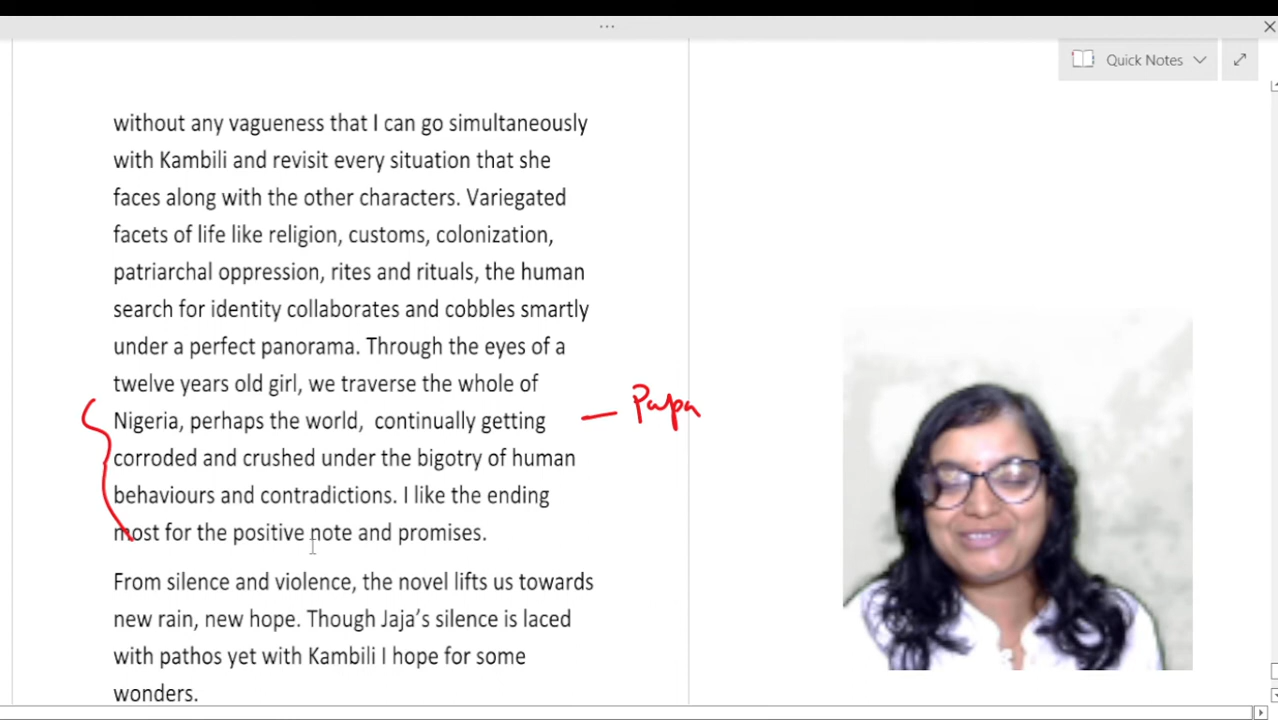 Quick Notes
without any vagueness that I can go simultaneously
with Kambili and revisit every situation that she
faces along with the other characters. Variegated
facets of life like religion, customs, colonization,
patriarchal oppression, rites and rituals, the human
search for identity collaborates and cobbles smartly
under a perfect panorama. Through the eyes of a
twelve years old girl, we traverse the whole of
Nigeria, perhaps the world, continually getting
— Papa
corroded and crushed under the bigotry of human
behaviours and contradictions. I like the ending
most for the positive note and promises.
From silence and violence, the novel lifts us towards
new rain, new hope. Though Jaja’s silence is laced
with pathos yet with Kambili I hope for some
wonders.